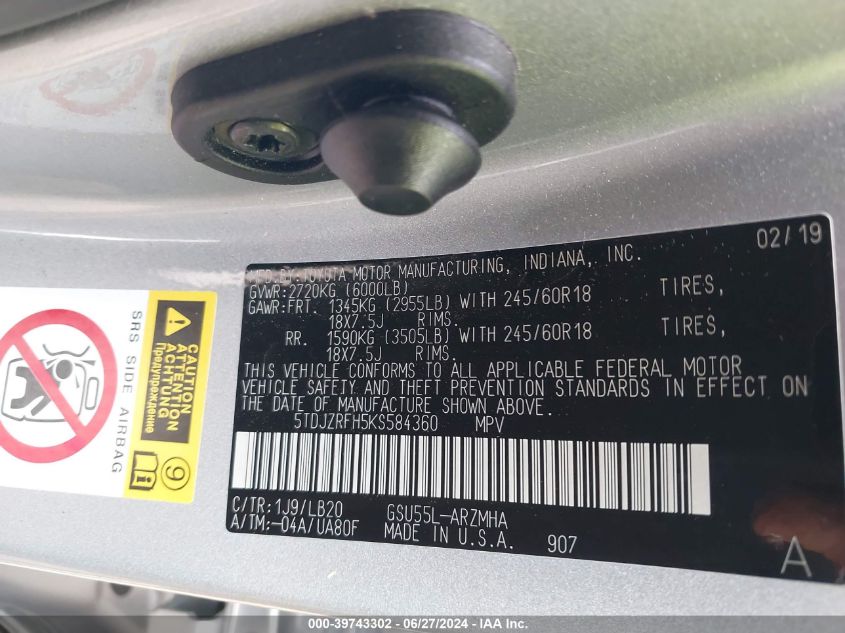 02/19
MFD.BY:TOYOTA MOTOR MANUFACTURING, INDIANA, INC.
GVWR:2720KG (6000LB)
GAWR:FRT. 1345KG (2955LB) WITH 245/60R18 TIRES,
18X7.5J RIMS.
RR. 1590KG (3505LB) WITH 245/60R18 TIRES,
18X7.5J RIMS.
THIS VEHICLE CONFORMS TO ALL APPLICABLE FEDERAL MOTOR
VEHICLE SAFETY AND THEFT PREVENTION STANDARDS IN EFFECT ON
THE DATE OF MANUFACTURE SHOWN ABOVE.
5TDJZRFH5KS584360 MPV
C/TR:1J9/LB20 GSU55L-ARZMHA
A/TM:-04A/UA80F MADE IN U.S.A. 907
A
SRS SIDE AIRBAG
CAUTION
ATTENTION
ACHTUNG
Предупреждение
9
000-39743302 - 06/27/2024 - IAAI.COM